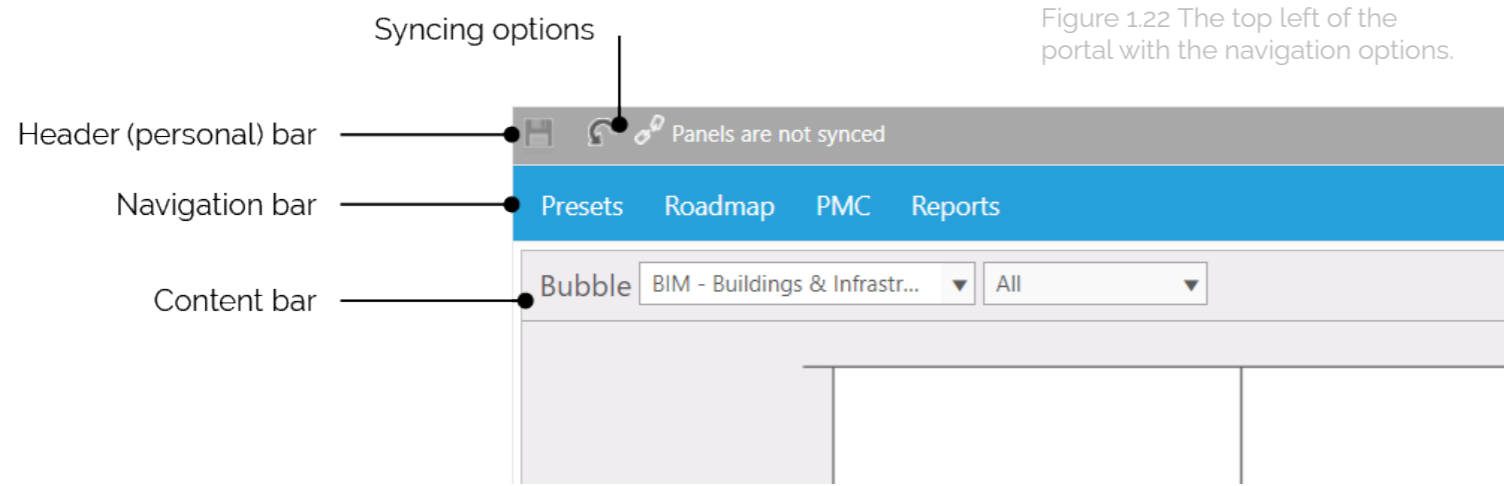 Figure 1.22 The top left of the
portal with the navigation options.
Syncing options
Header (personal) bar
Panels are not synced
Navigation bar
Presets Roadmap PMC Reports
Content bar
Bubble BIM - Buildings & Infrastr... All